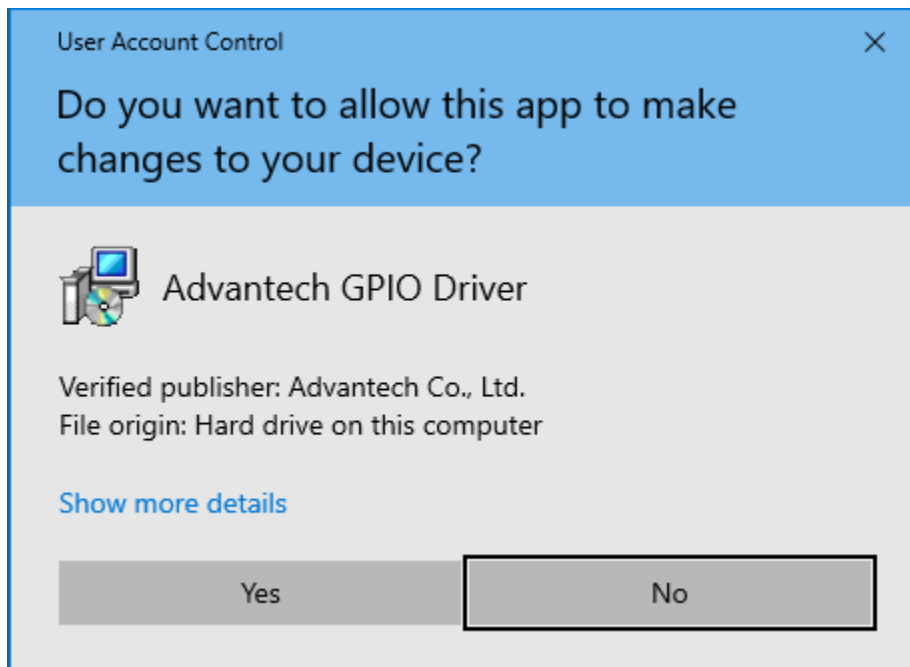 User Account Control
Do you want to allow this app to make
changes to your device?
Advantech GPIO Driver
Verified publisher: Advantech Co., Ltd.
File origin: Hard drive on this computer
Show more details
Yes
No